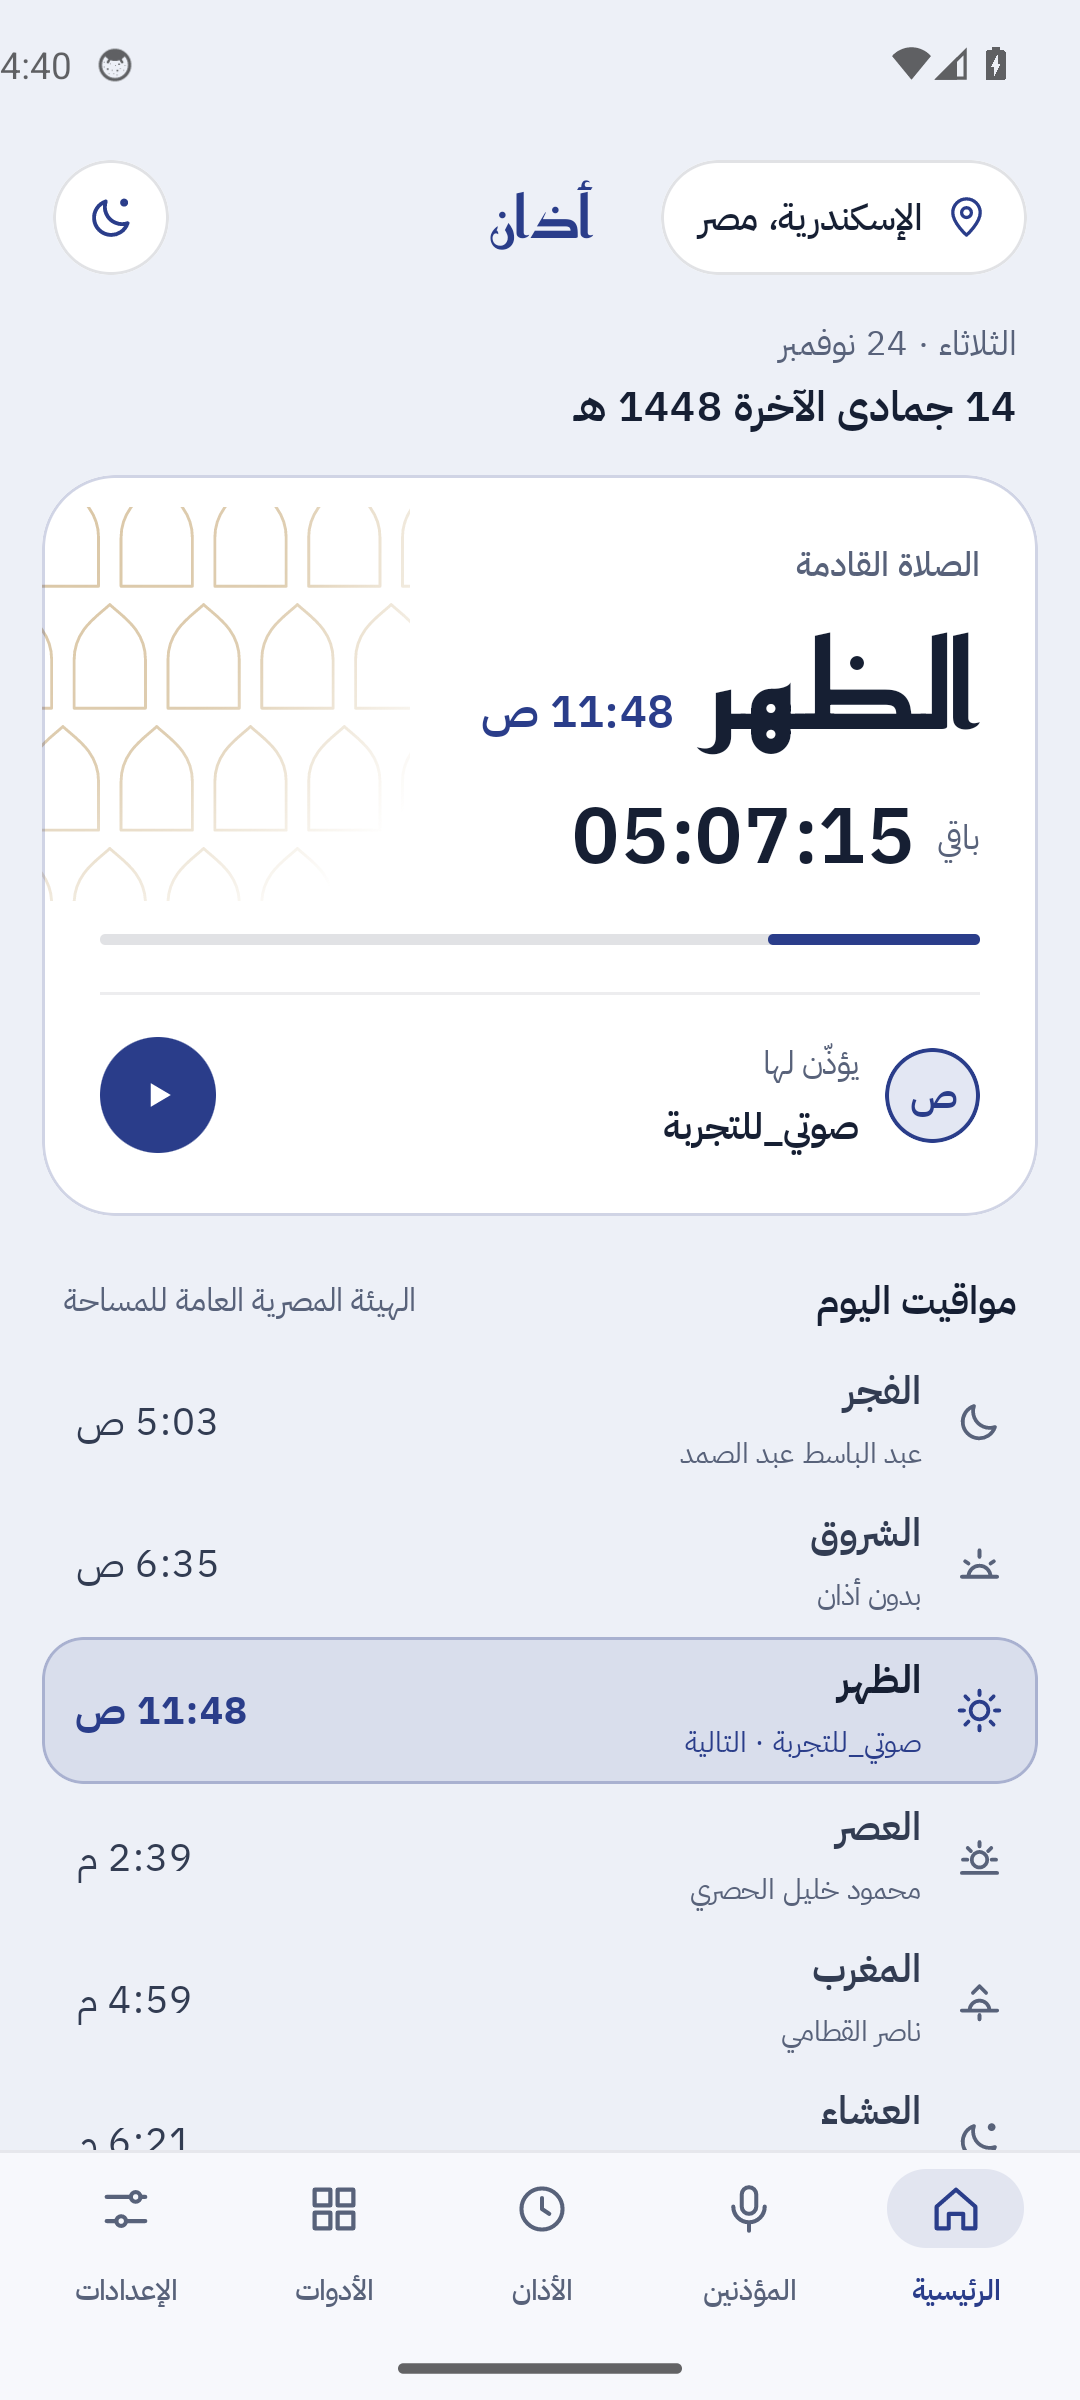 4:40
الإسكندرية، مصر
أذان
الثلاثاء · 24 نوفمبر
14 جمادى الآخرة 1448 هـ
الصلاة القادمة
الظهر 11:48 ص
باقي 05:07:15
ص
يؤذّن لها
صوتي_للتجربة
مواقيت اليوم
الهيئة المصرية العامة للمساحة
الفجر
عبد الباسط عبد الصمد
5:03 ص
الشروق
بدون أذان
6:35 ص
الظهر
صوتي_للتجربة · التالية
11:48 ص
العصر
محمود خليل الحصري
2:39 م
المغرب
ناصر القطامي
4:59 م
العشاء
6:21 م
الرئيسية
المؤذنين
الأذان
الأدوات
الإعدادات